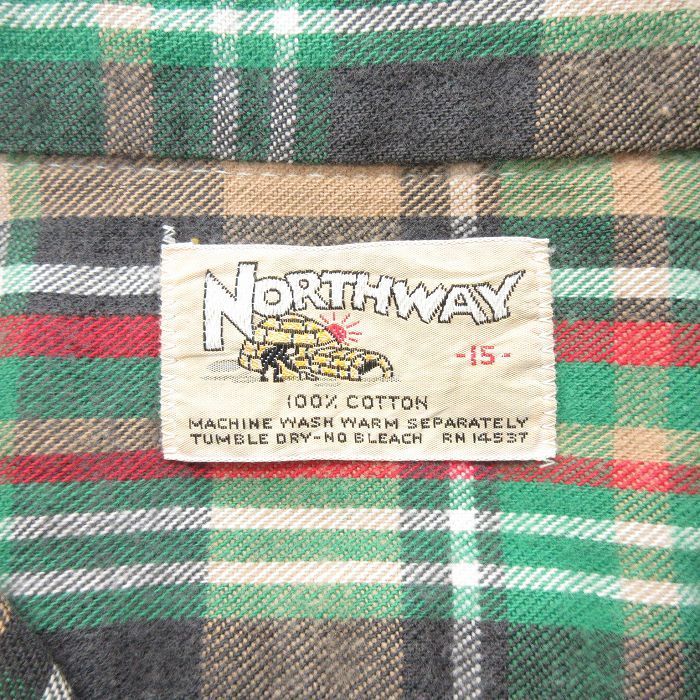 NORTHWAY
-15-
100% COTTON
MACHINE WASH WARM SEPARATELY
TUMBLE DRY-NO BLEACH RN 14537